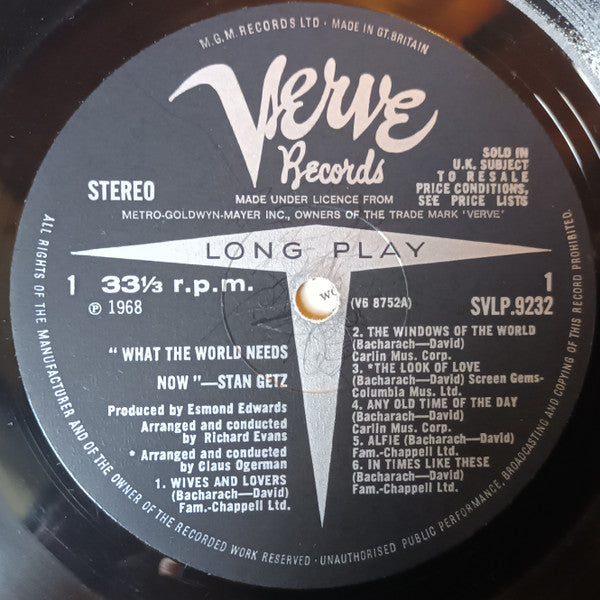 M.G.M. RECORDS LTD · MADE IN GT. BRITAIN
Verve
Records
STEREO
SOLD IN
U.K. SUBJECT
TO RESALE
PRICE CONDITIONS,
SEE PRICE LISTS
MADE UNDER LICENCE FROM
METRO-GOLDWYN-MAYER INC., OWNERS OF THE TRADE MARK 'VERVE'
LONG PLAY
1 33⅓ r.p.m.
℗ 1968
(V6 8752A)
1
SVLP.9232
" WHAT THE WORLD NEEDS
NOW "—STAN GETZ
Produced by Esmond Edwards
Arranged and conducted by
Richard Evans
* Arranged and conducted
by Claus Ogerman
1. WIVES AND LOVERS
(Bacharach—David)
Fam.-Chappell Ltd.
2. THE WINDOWS OF THE WORLD
(Bacharach—David)
Carlin Mus. Corp.
3. *THE LOOK OF LOVE
(Bacharach—David) Screen Gems-
Columbia Mus. Ltd.
4. ANY OLD TIME OF THE DAY
(Bacharach—David)
Carlin Mus. Corp.
5. ALFIE (Bacharach—David)
Fam.-Chappell Ltd.
6. IN TIMES LIKE THESE
(Bacharach—David)
Fam.-Chappell Ltd.
ALL RIGHTS OF THE MANUFACTURER AND OF THE OWNER OF THE RECORDED WORK RESERVED · UNAUTHORISED PUBLIC PERFORMANCE, BROADCASTING AND COPYING OF THIS RECORD PROHIBITED.